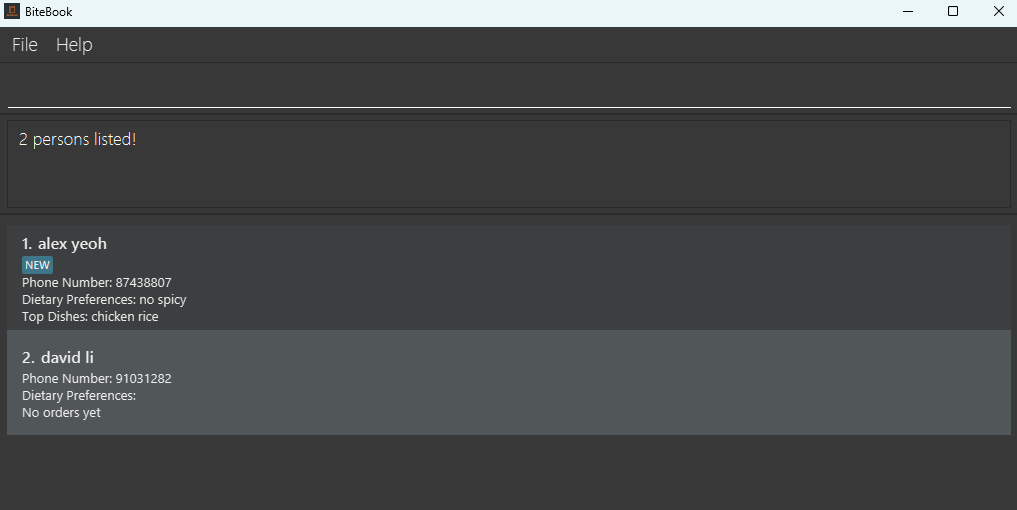 BiteBook
File Help
2 persons listed!
1. alex yeoh
NEW
Phone Number: 87438807
Dietary Preferences: no spicy
Top Dishes: chicken rice
2. david li
Phone Number: 91031282
Dietary Preferences:
No orders yet